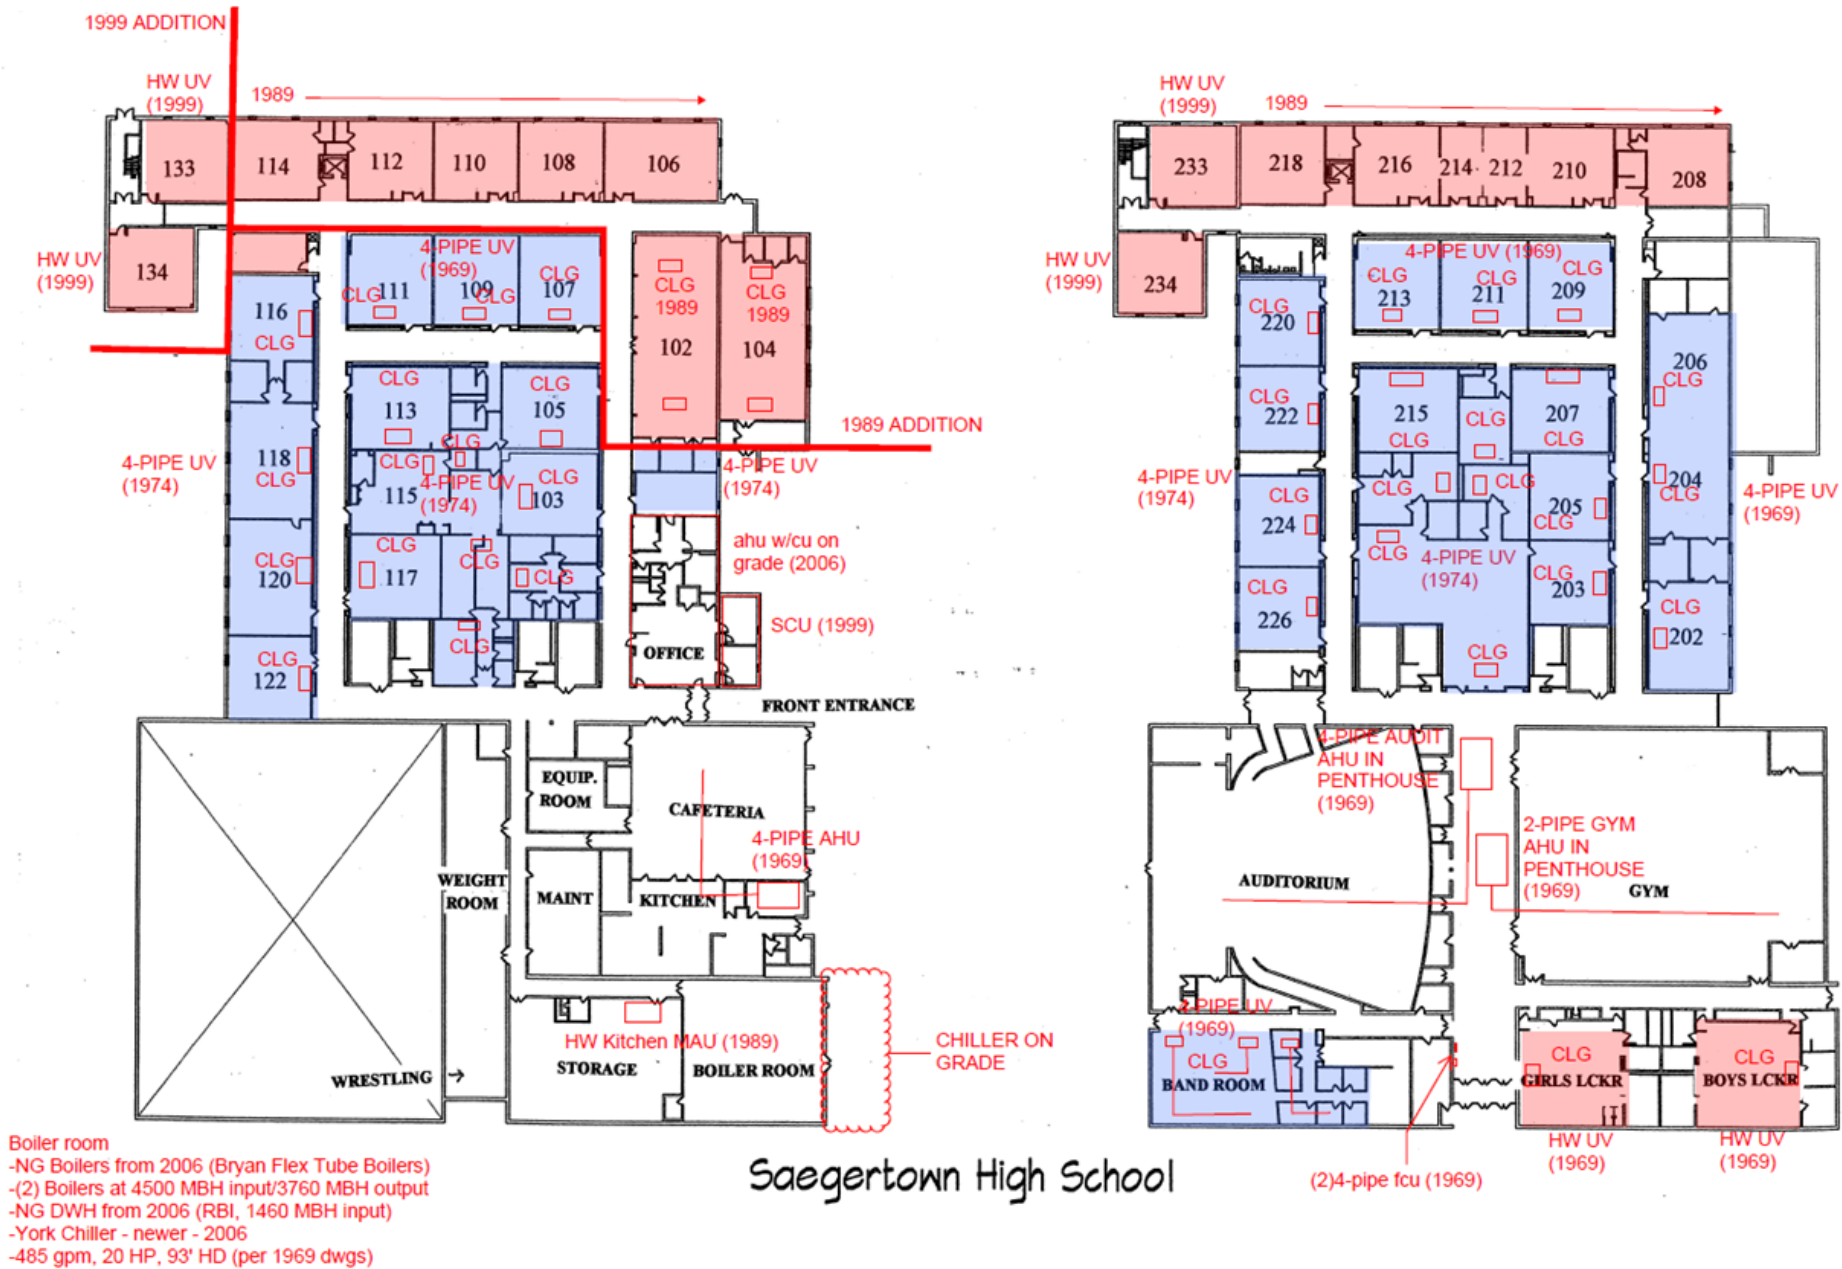 1999 ADDITION
HW UV
(1999)
1989
133
114
112
110
108
106
HW UV
(1999)
134
4-PIPE UV
(1969)
CLG
111
109
CLG
CLG
107
CLG
1989
102
CLG
1989
104
116
CLG
CLG
113
CLG
105
1989 ADDITION
4-PIPE UV
(1974)
118
CLG
CLG
CLG
115
4-PIPE UV
(1974)
103
4-PIPE UV
(1974)
CLG
120
CLG
117
CLG
CLG
ahu w/cu on
grade (2006)
SCU (1999)
OFFICE
CLG
122
CLG
FRONT ENTRANCE
EQUIP.
ROOM
CAFETERIA
4-PIPE AHU
(1969)
WEIGHT
ROOM
MAINT
KITCHEN
HW Kitchen MAU (1989)
STORAGE
BOILER ROOM
WRESTLING
CHILLER ON
GRADE
Boiler room
-NG Boilers from 2006 (Bryan Flex Tube Boilers)
-(2) Boilers at 4500 MBH input/3760 MBH output
-NG DWH from 2006 (RBI, 1460 MBH input)
-York Chiller - newer - 2006
-485 gpm, 20 HP, 93' HD (per 1969 dwgs)
Saegertown High School
HW UV
(1999)
1989
233
218
216
214
212
210
208
HW UV
(1999)
234
4-PIPE UV (1969)
CLG
213
CLG
211
CLG
209
CLG
220
206
CLG
CLG
222
215
CLG
CLG
207
CLG
4-PIPE UV
(1974)
CLG
224
CLG
CLG
CLG
205
CLG
204
CLG
4-PIPE UV
(1969)
4-PIPE UV
(1974)
CLG
226
CLG
203
CLG
202
CLG
4-PIPE AUDIT
AHU IN
PENTHOUSE
(1969)
2-PIPE GYM
AHU IN
PENTHOUSE
(1969)
AUDITORIUM
GYM
4-PIPE UV
(1969)
CLG
BAND ROOM
CLG
GIRLS LCKR
CLG
BOYS LCKR
HW UV
(1969)
HW UV
(1969)
(2)4-pipe fcu (1969)